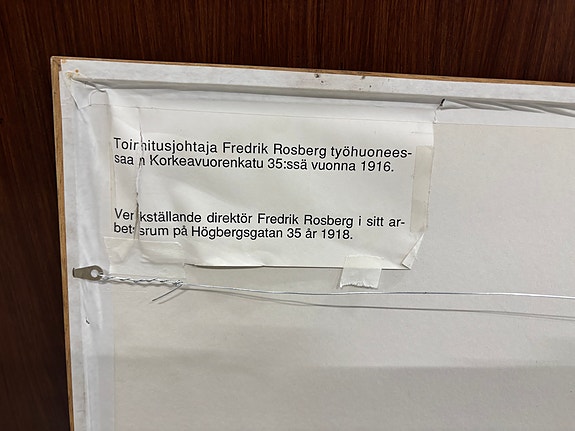 Toimitusjohtaja Fredrik Rosberg työhuonees-
saan Korkeavuorenkatu 35:ssä vuonna 1916.
Verkställande direktör Fredrik Rosberg i sitt ar-
betsrum på Högbergsgatan 35 år 1918.